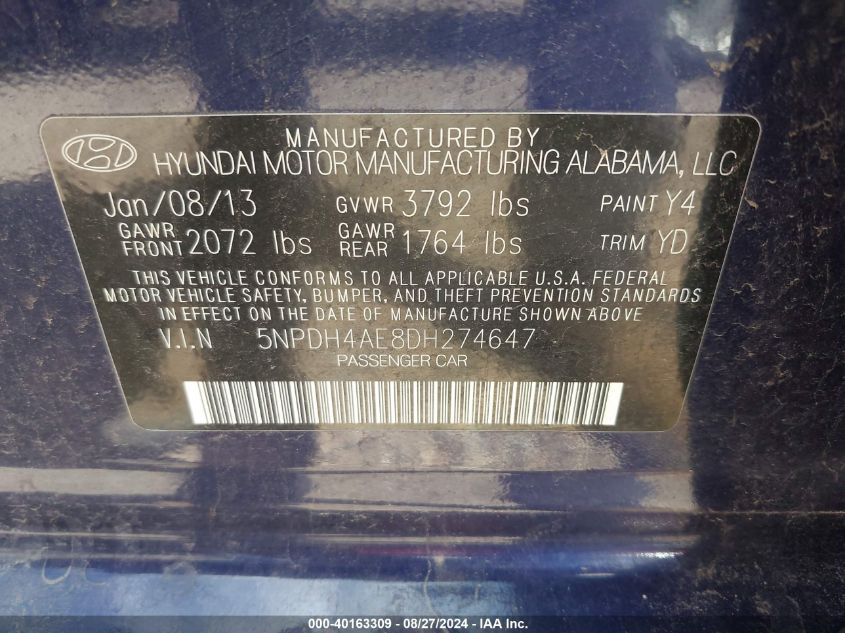 MANUFACTURED BY
HYUNDAI MOTOR MANUFACTURING ALABAMA, LLC
Jan/08/13 GVWR 3792 lbs PAINT Y4
GAWR FRONT 2072 lbs GAWR REAR 1764 lbs TRIM YD
THIS VEHICLE CONFORMS TO ALL APPLICABLE U.S.A. FEDERAL
MOTOR VEHICLE SAFETY, BUMPER, AND THEFT PREVENTION STANDARDS
IN EFFECT ON THE DATE OF MANUFACTURE SHOWN ABOVE
V.I.N 5NPDH4AE8DH274647
PASSENGER CAR
000-40163309 - 08/27/2024 - IAA